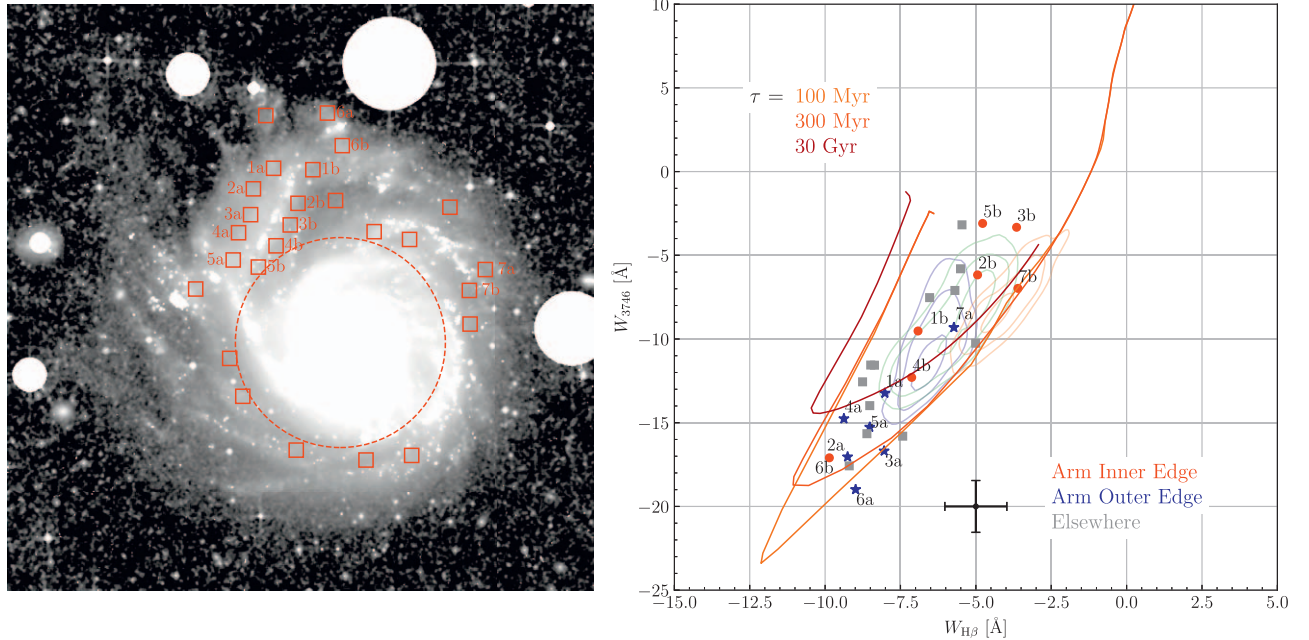 6a
6b
1a
1b
2a
2b
3a
3b
4a
4b
5a
5b
7a
7b
10
5
0
−5
−10
−15
−20
−25
W3746 [Å]
τ = 100 Myr
300 Myr
30 Gyr
5b
3b
2b
7b
1b
7a
4b
1a
4a
5a
2a
3a
6b
6a
Arm Inner Edge
Arm Outer Edge
Elsewhere
−15.0 −12.5 −10.0 −7.5 −5.0 −2.5 0.0 2.5 5.0
WHβ [Å]